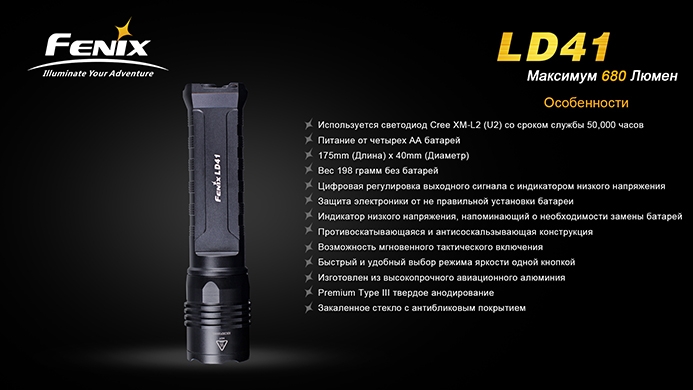 FENIX
Illuminate Your Adventure
LD41
Максимум 680 Люмен
Особенности
Используется светодиод Cree XM-L2 (U2) со сроком службы 50,000 часов
Питание от четырех АА батарей
175mm (Длина) x 40mm (Диаметр)
Вес 198 грамм без батарей
Цифровая регулировка выходного сигнала с индикатором низкого напряжения
Защита электроники от не правильной установки батареи
Индикатор низкого напряжения, напоминающий о необходимости замены батарей
Противоскатывающаяся и антискользывающая конструкция
Возможность мгновенного тактического включения
Быстрый и удобный выбор режима яркости одной кнопкой
Изготовлен из высокопрочного авиационного алюминия
Premium Type III твердое анодирование
Закаленное стекло с антибликовым покрытием
FENIX LD41